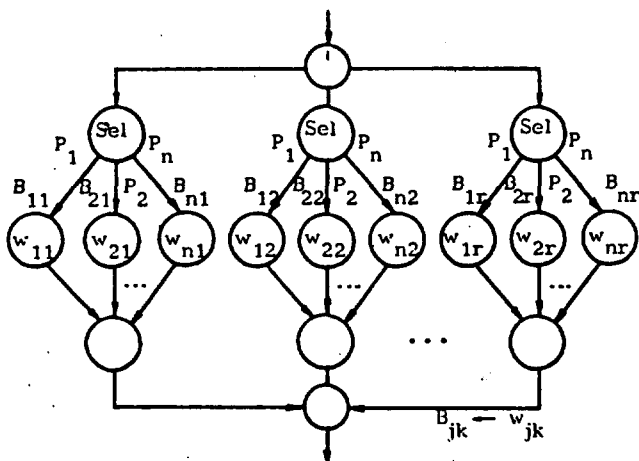 Sel Sel Sel
P1 Pn P1 Pn P1 Pn
B11 B21 P2 Bn1 B12 B22 P2 Bn2 B1r B2r P2 Bnr
w11 w21 wn1 w12 w22 wn2 w1r w2r wnr
... ... ...
...
Bjk ← wjk